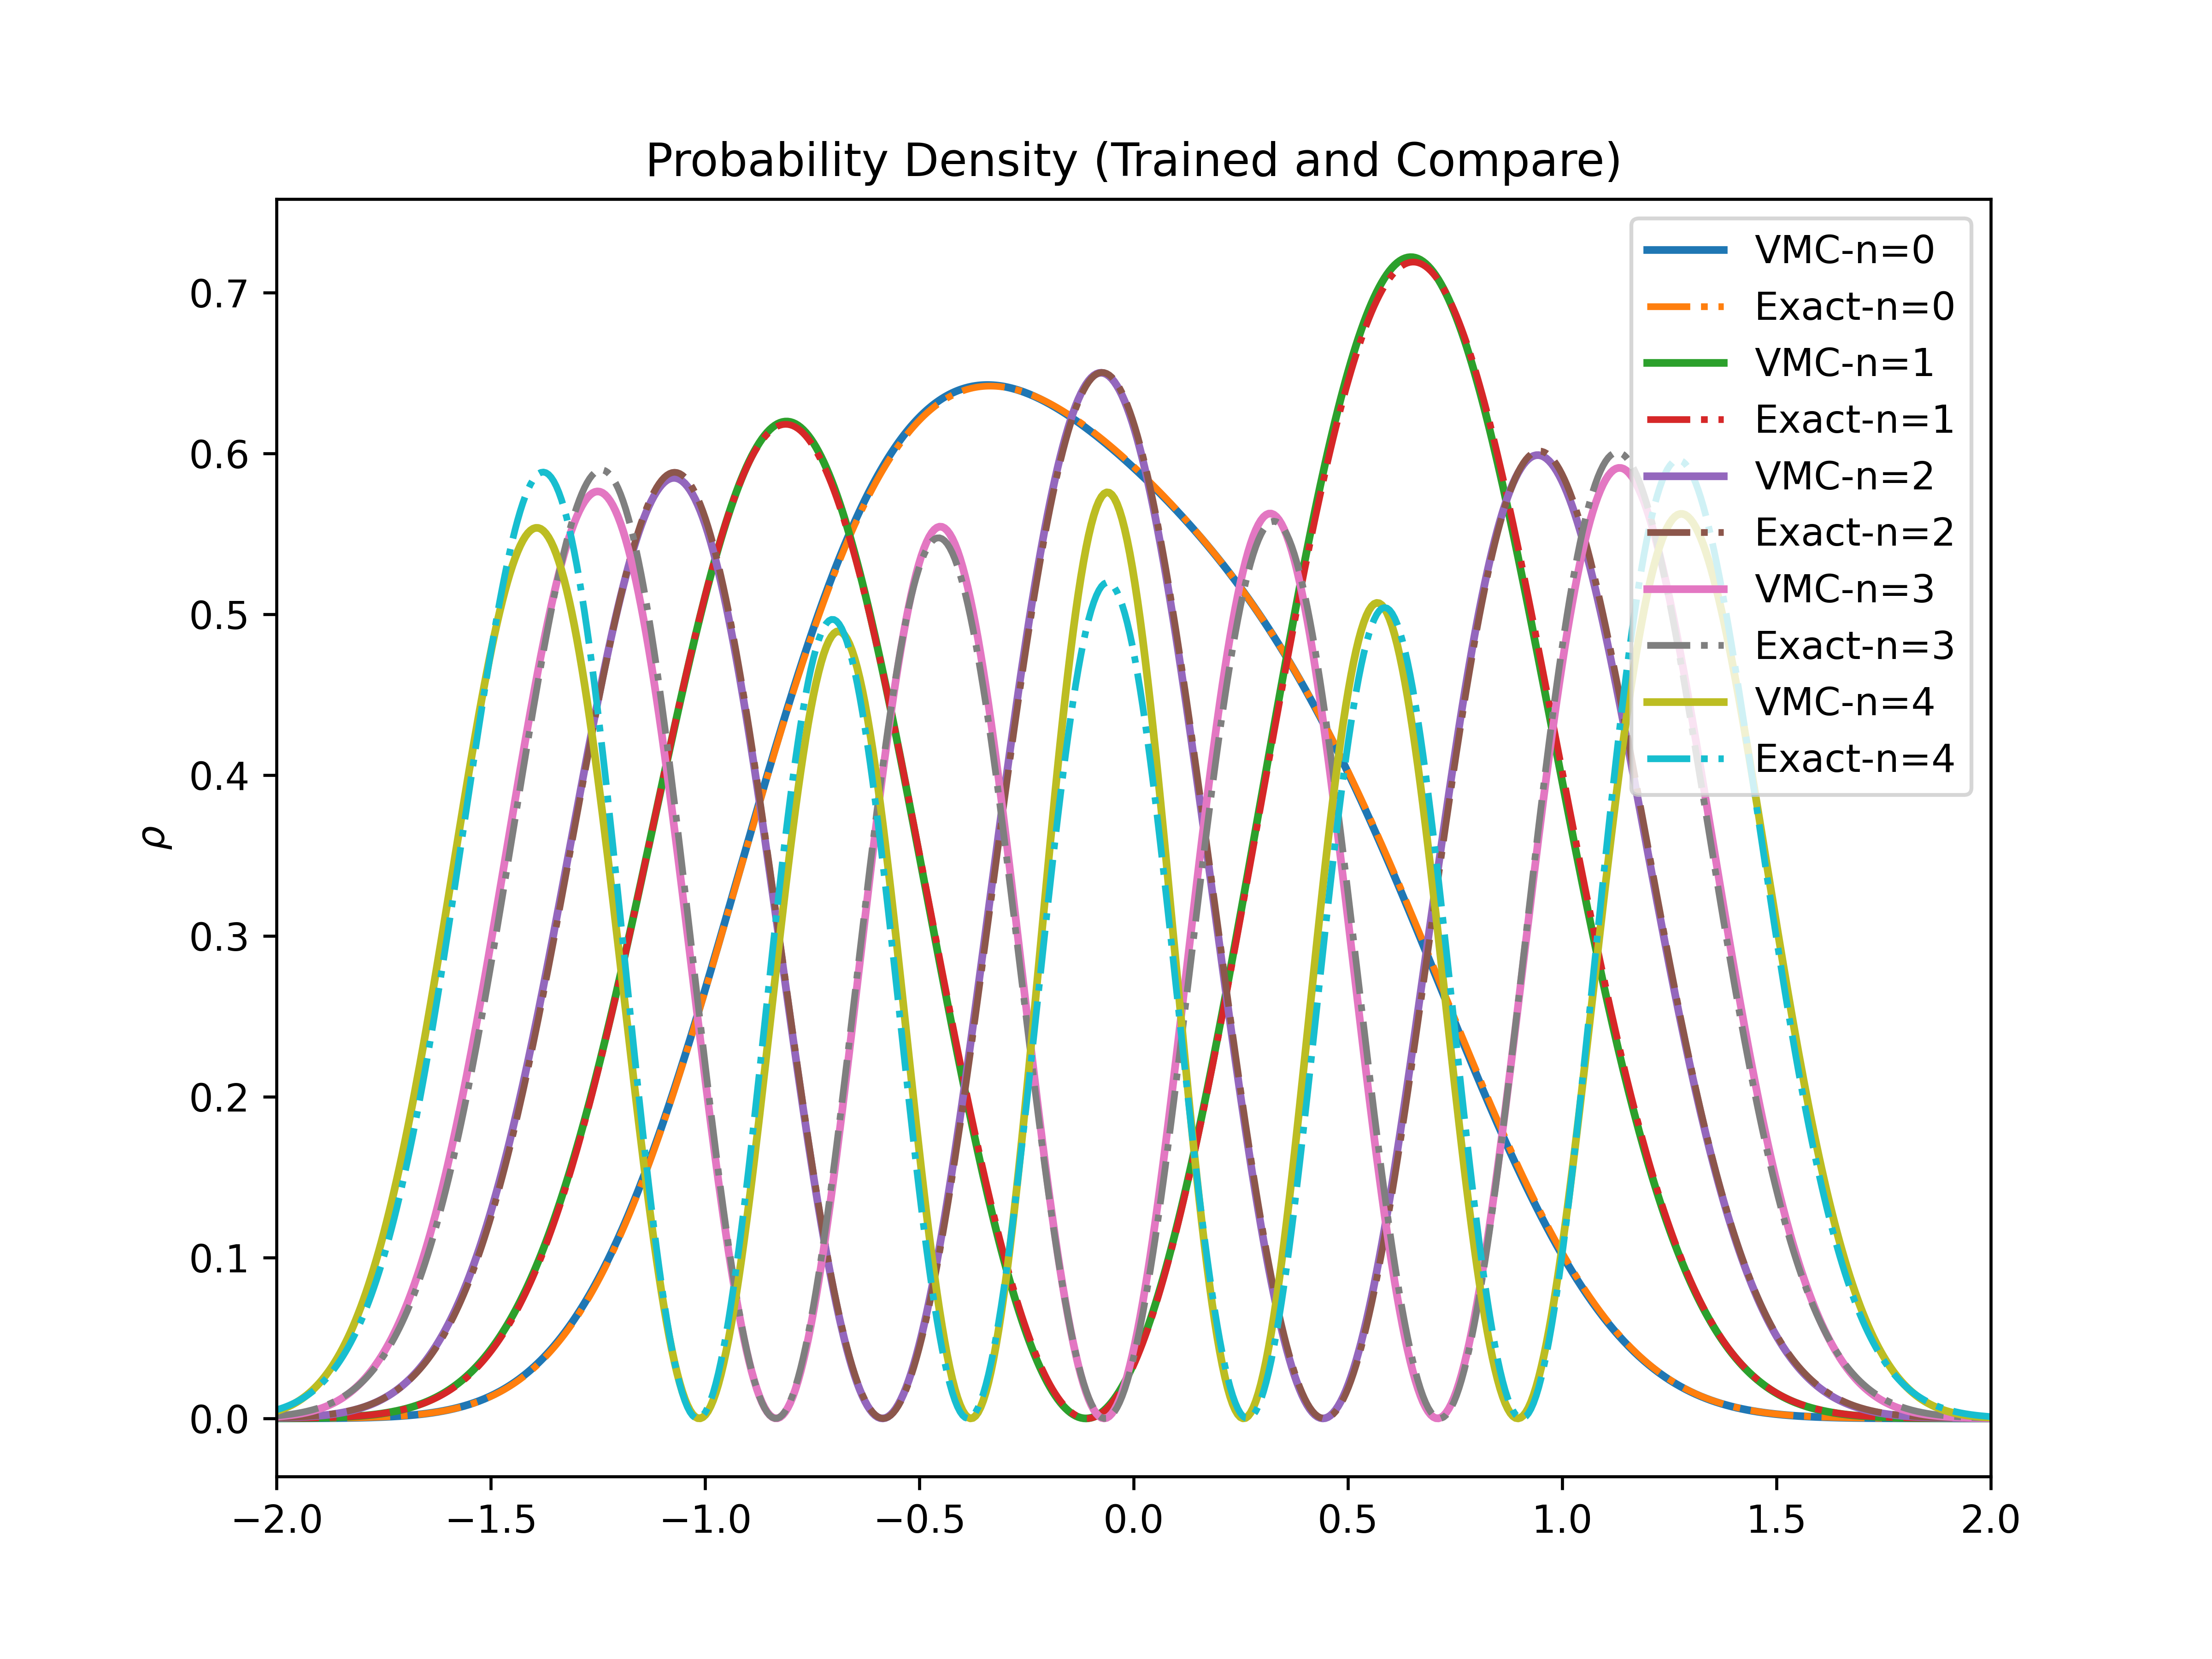 Probability Density (Trained and Compare)
VMC-n=0
Exact-n=0
VMC-n=1
Exact-n=1
VMC-n=2
Exact-n=2
VMC-n=3
Exact-n=3
VMC-n=4
Exact-n=4
0.7
0.6
0.5
0.4
0.3
0.2
0.1
0.0
ρ
−2.0 −1.5 −1.0 −0.5 0.0 0.5 1.0 1.5 2.0